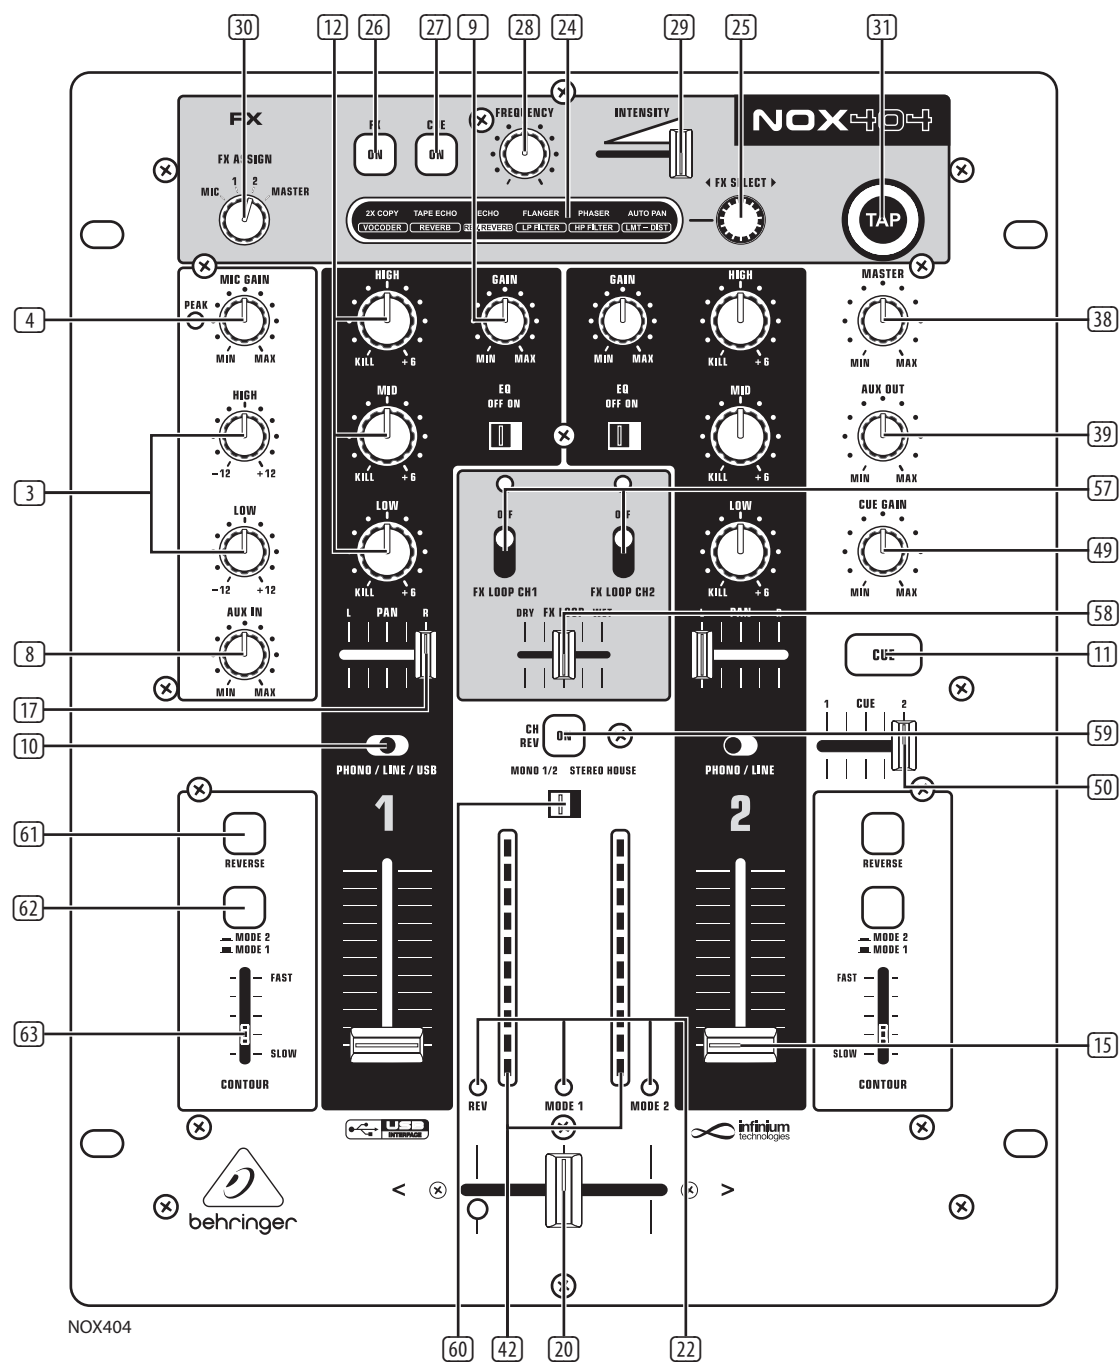 30 12 26 27 9 28 24 29 25 31
FX
FX ASSIGN
MIC 1 2 MASTER
FX
ON
CUE
ON
FREQUENCY
INTENSITY
NOX404
FX SELECT
TAP
2X COPY TAPE ECHO ECHO FLANGER PHASER AUTO PAN
VOCODER REVERB REV.REVERB LP FILTER HP FILTER LMT – DIST
4
MIC GAIN
PEAK
MIN MAX
HIGH
KILL +6
GAIN
MIN MAX
GAIN
MIN MAX
HIGH
KILL +6
MASTER
MIN MAX
38
3
HIGH
−12 +12
MID
KILL +6
EQ
OFF ON
EQ
OFF ON
MID
KILL +6
AUX OUT
MIN MAX
39
LOW
−12 +12
LOW
KILL +6
OFF
FX LOOP CH1
OFF
FX LOOP CH2
57
LOW
KILL +6
CUE GAIN
MIN MAX
49
8
AUX IN
MIN MAX
L PAN R
DRY FX LOOP WET
58
L PAN R
CUE
11
17
10
PHONO / LINE / USB
CH
REV
ON
59
MONO 1/2 STEREO HOUSE
PHONO / LINE
1 CUE 2
50
61
REVERSE
62
MODE 2
MODE 1
FAST
63
SLOW
CONTOUR
1
2
REVERSE
MODE 2
MODE 1
FAST
SLOW
CONTOUR
15
REV MODE 1 MODE 2
USB
INTERFACE
infinium
technologies
behringer
< >
NOX404
60 42 20 22